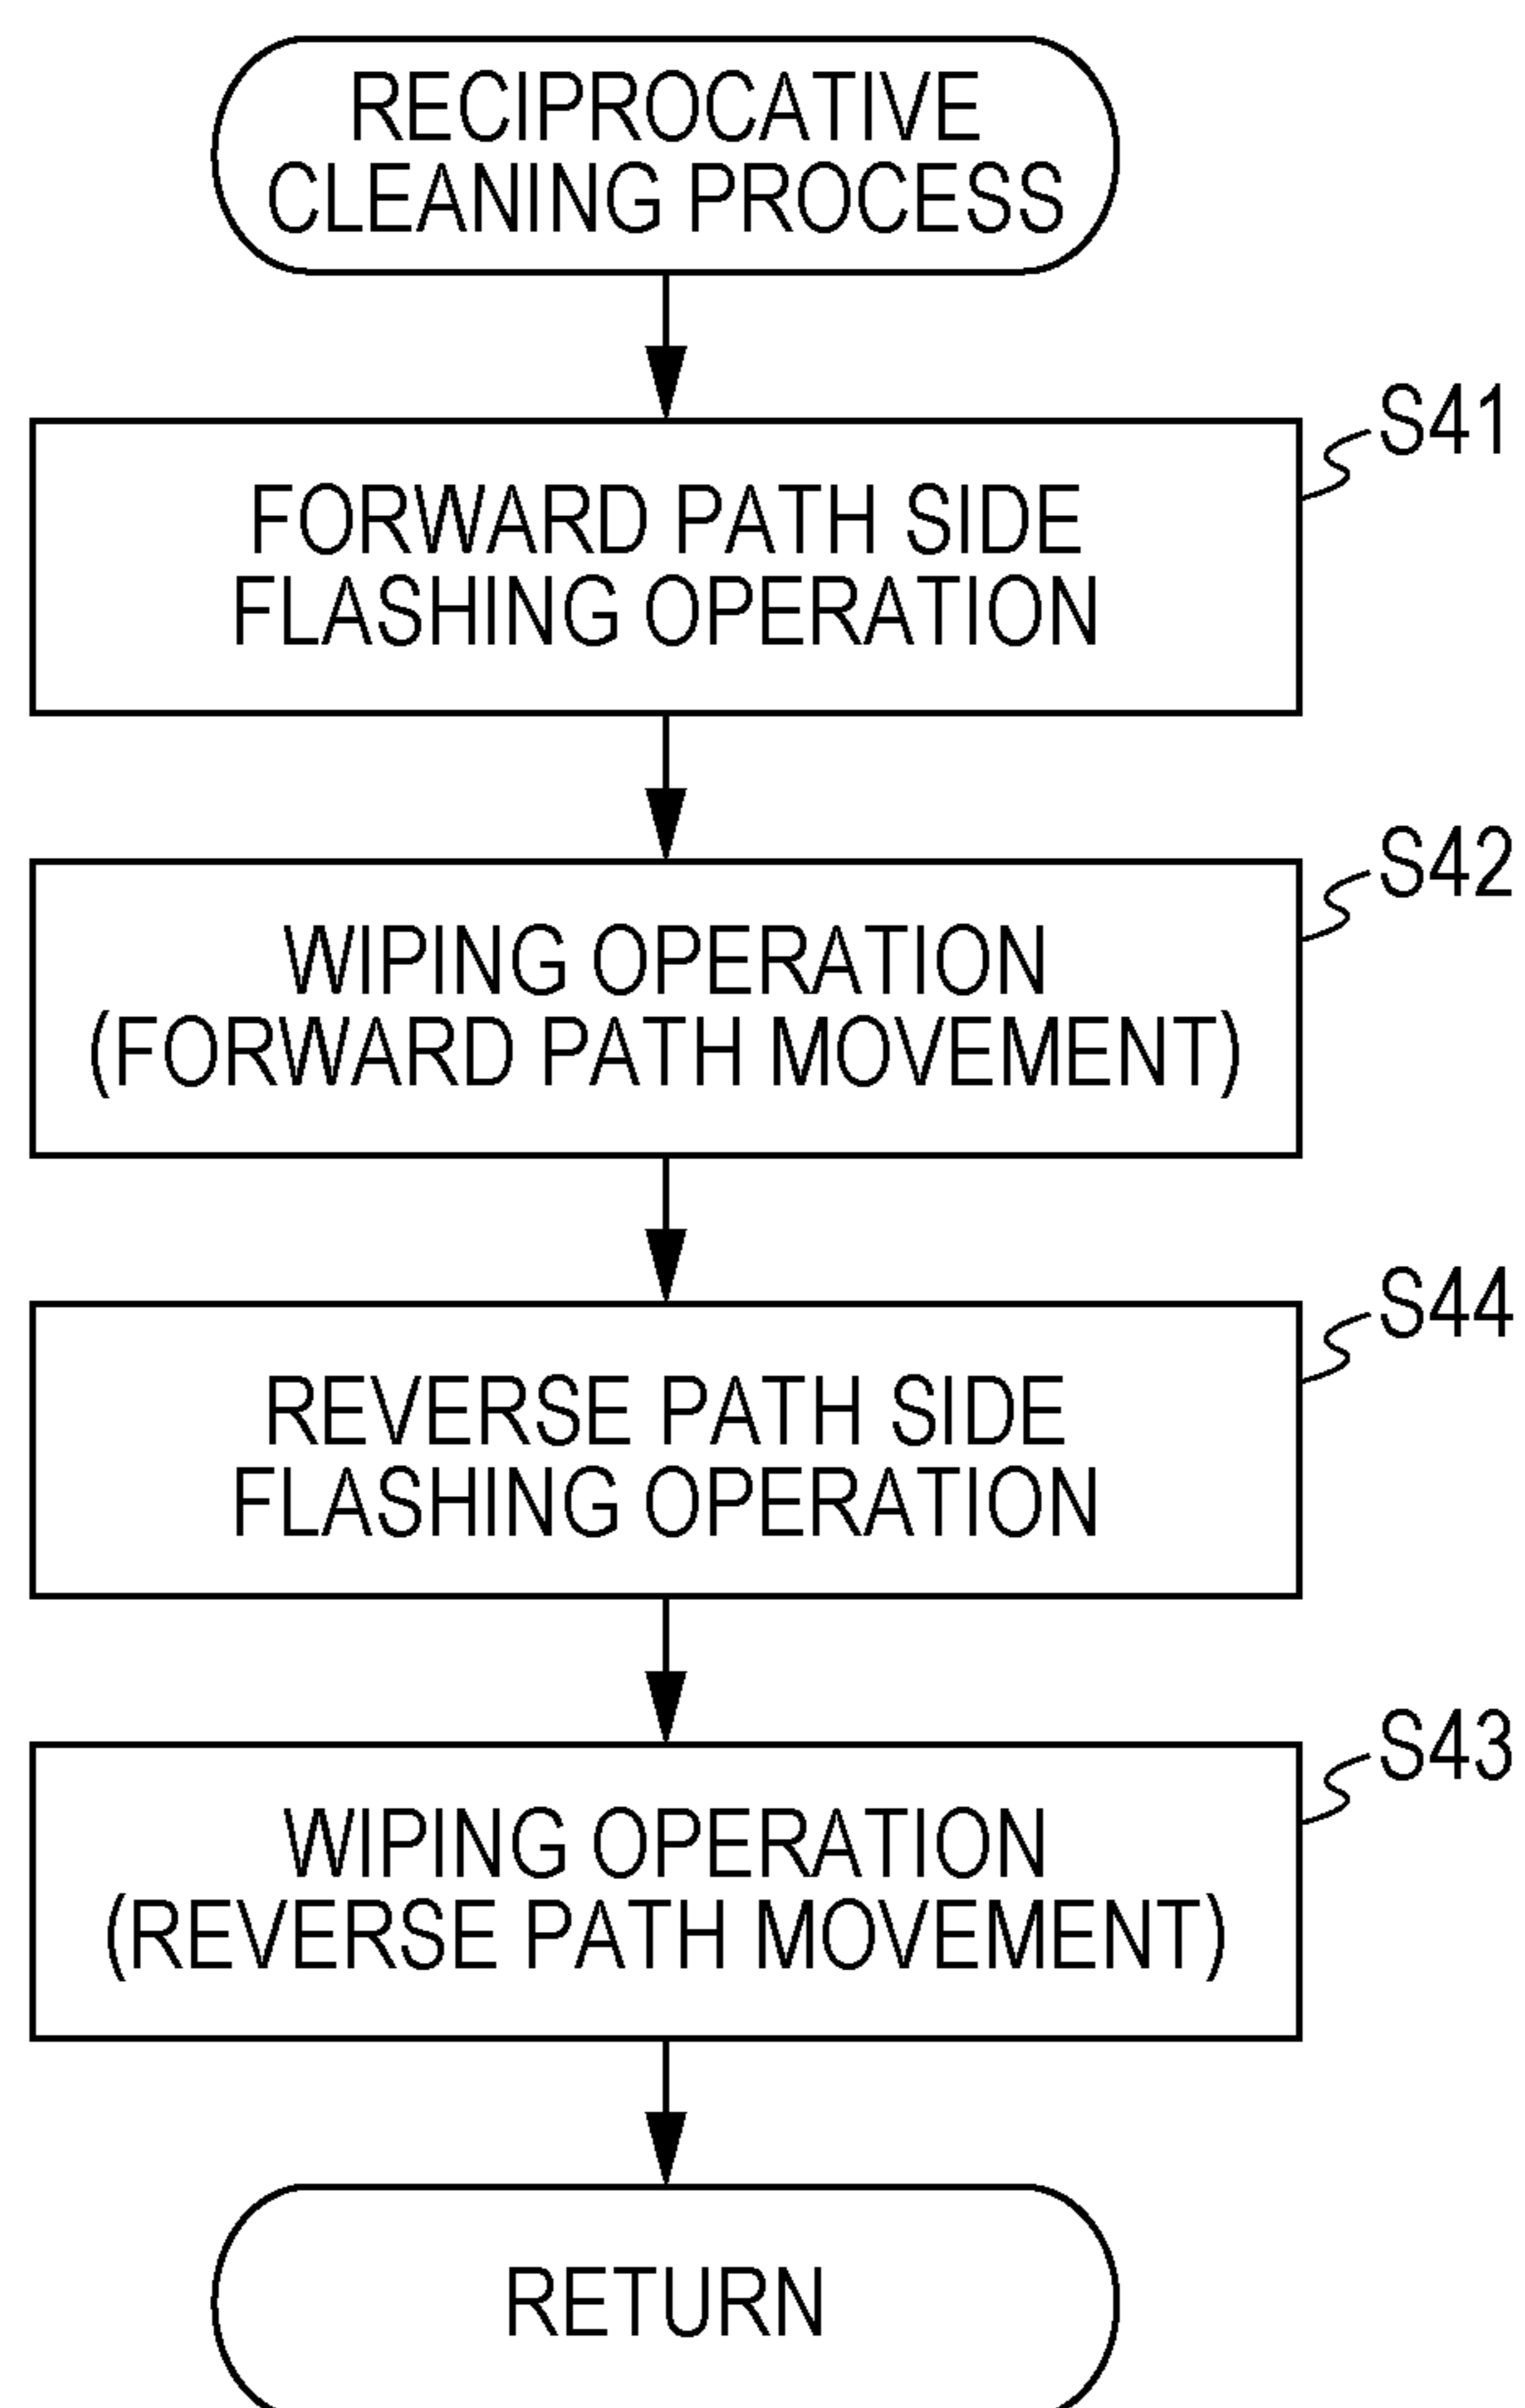 RECIPROCATIVE
CLEANING PROCESS
S41
FORWARD PATH SIDE
FLASHING OPERATION
S42
WIPING OPERATION
(FORWARD PATH MOVEMENT)
S44
REVERSE PATH SIDE
FLASHING OPERATION
S43
WIPING OPERATION
(REVERSE PATH MOVEMENT)
RETURN